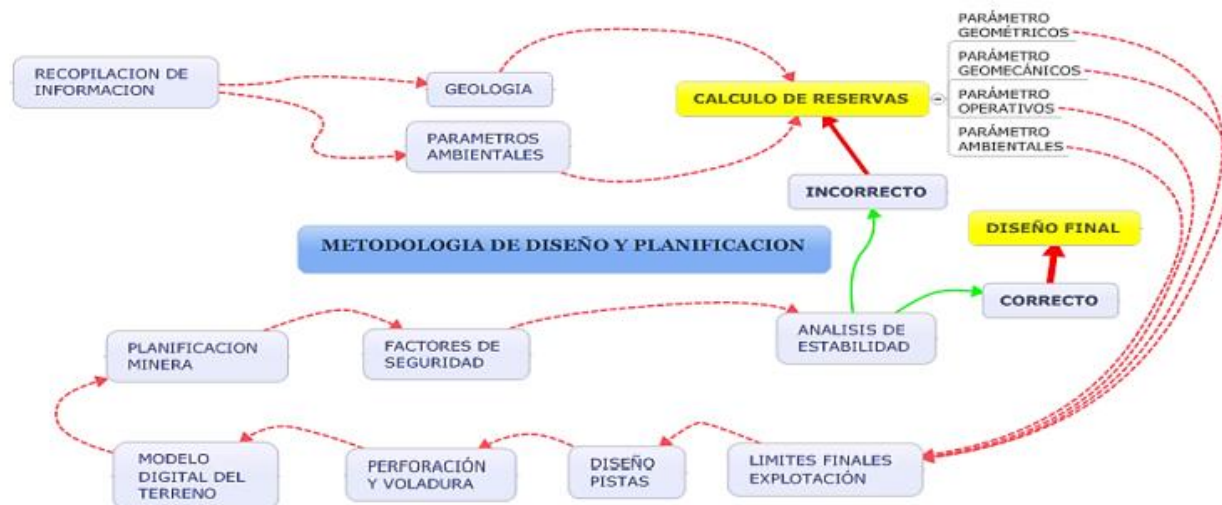 PARÁMETRO
GEOMÉTRICOS
PARÁMETRO
GEOMECÁNICOS
PARÁMETRO
OPERATIVOS
PARÁMETRO
AMBIENTALES
RECOPILACION DE
INFORMACION
GEOLOGIA
CALCULO DE RESERVAS
PARAMETROS
AMBIENTALES
INCORRECTO
METODOLOGIA DE DISEÑO Y PLANIFICACION
DISEÑO FINAL
CORRECTO
PLANIFICACION
MINERA
FACTORES DE
SEGURIDAD
ANALISIS DE
ESTABILIDAD
MODELO
DIGITAL DEL
TERRENO
PERFORACIÓN
Y VOLADURA
DISEÑO
PISTAS
LIMITES FINALES
EXPLOTACIÓN